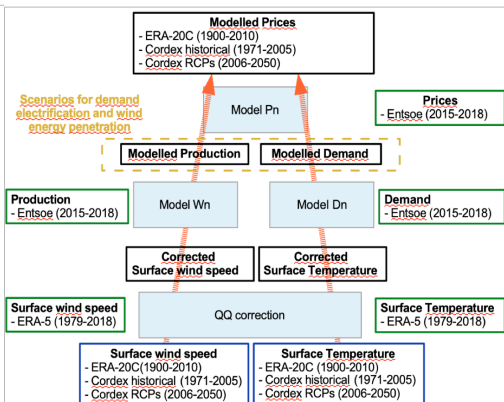 Modelled Prices
- ERA-20C (1900-2010)
- Cordex historical (1971-2005)
- Cordex RCPs (2006-2050)
Scenarios for demand
electrification and wind
energy penetration
Model Pn
Prices
- Entsoe (2015-2018)
Modelled Production
Modelled Demand
Production
- Entsoe (2015-2018)
Model Wn
Model Dn
Demand
- Entsoe (2015-2018)
Corrected
Surface wind speed
Corrected
Surface Temperature
Surface wind speed
- ERA-5 (1979-2018)
QQ correction
Surface Temperature
- ERA-5 (1979-2018)
Surface wind speed
- ERA-20C(1900-2010)
- Cordex historical (1971-2005)
- Cordex RCPs (2006-2050)
Surface Temperature
- ERA-20C (1900-2010)
- Cordex historical (1971-2005)
- Cordex RCPs (2006-2050)